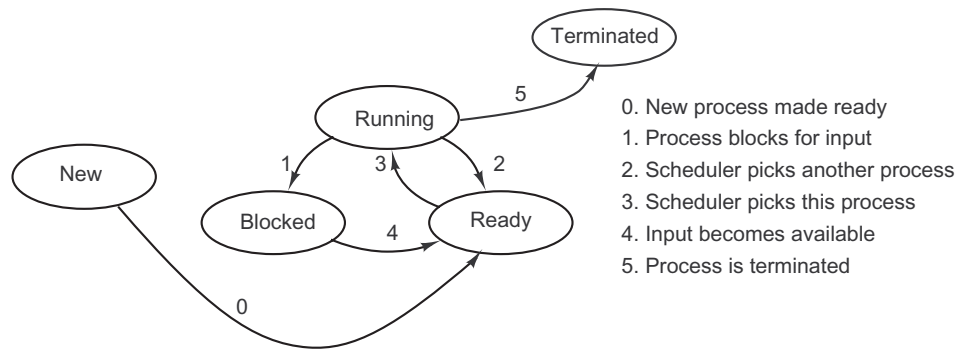 Terminated
5
Running
0. New process made ready
1. Process blocks for input
2. Scheduler picks another process
3. Scheduler picks this process
4. Input becomes available
5. Process is terminated
1
3
2
New
Blocked
Ready
4
0